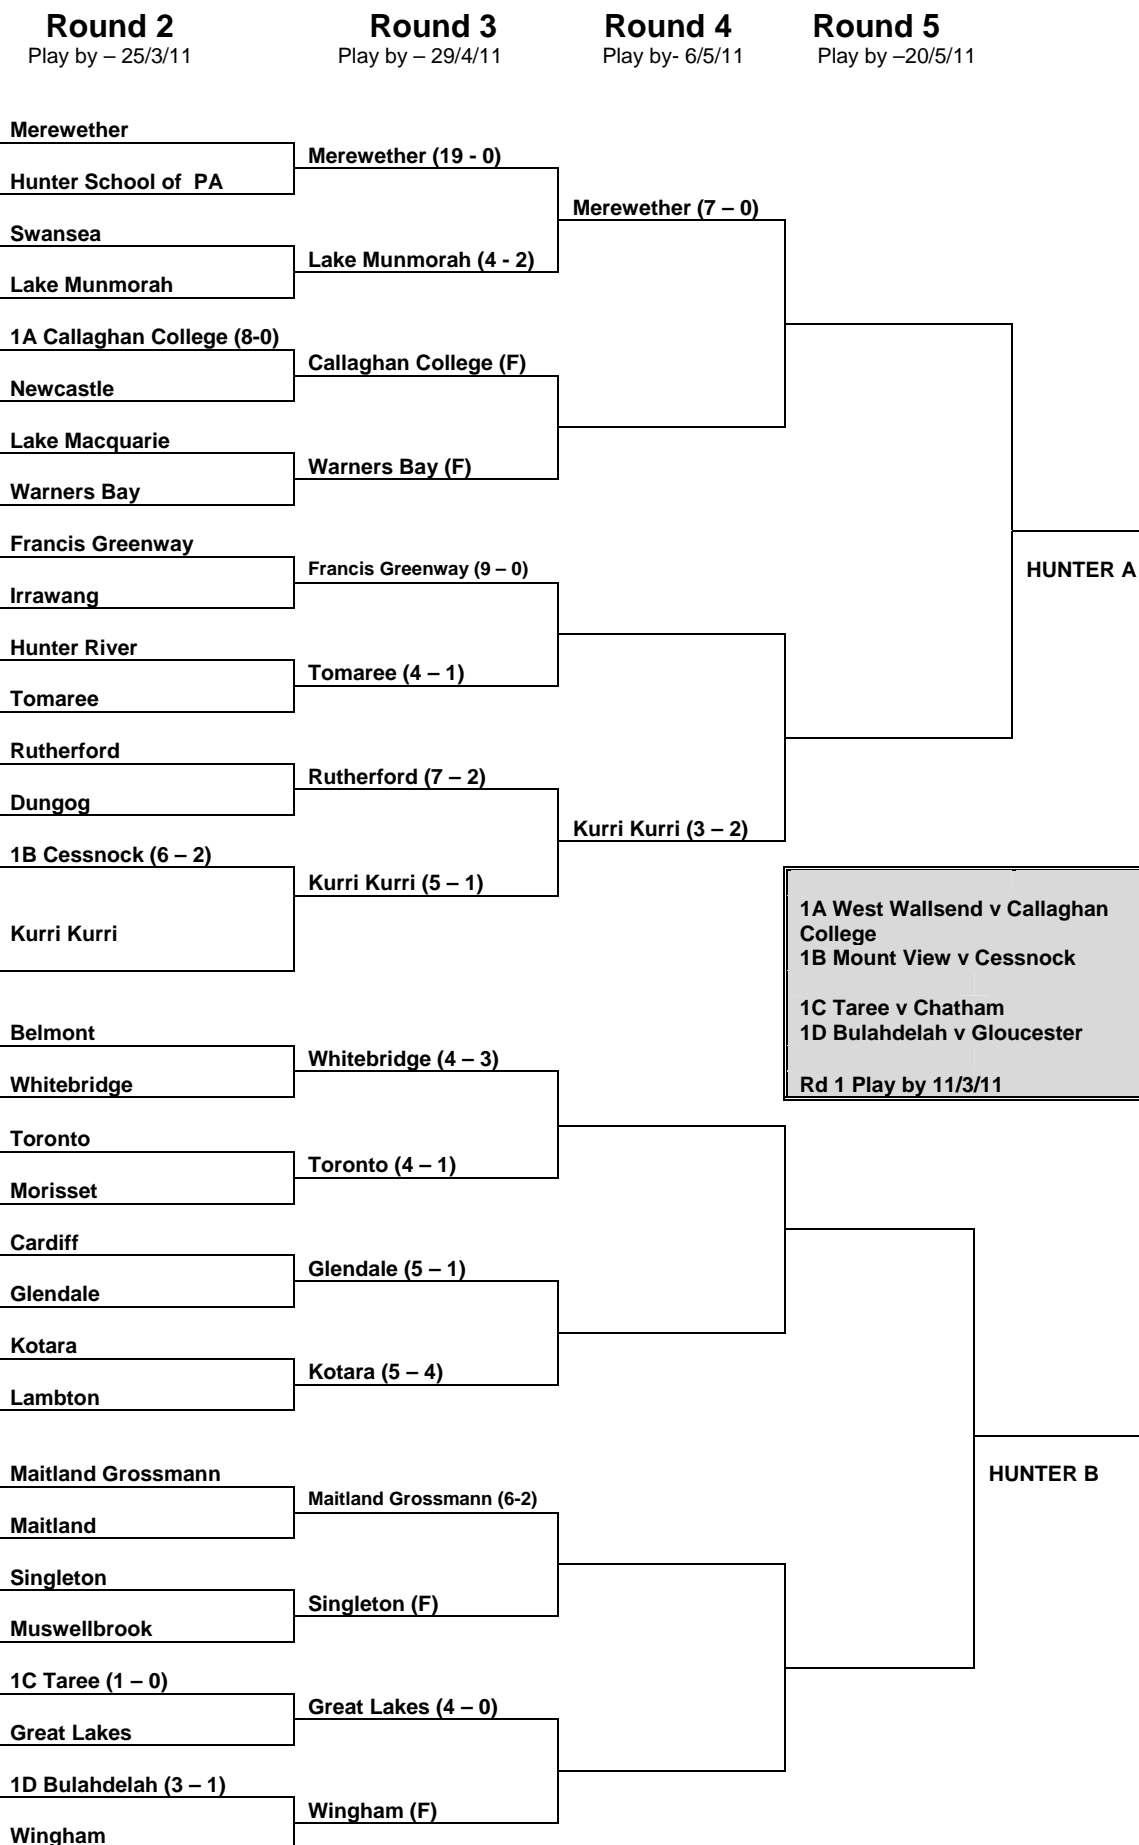 Round 2
Play by – 25/3/11
Round 3
Play by – 29/4/11
Round 4
Play by- 6/5/11
Round 5
Play by –20/5/11
Merewether
Hunter School of  PA
Swansea
Lake Munmorah
1A Callaghan College (8-0)
Newcastle
Lake Macquarie
Warners Bay
Francis Greenway
Irrawang
Hunter River
Tomaree
Rutherford
Dungog
1B Cessnock (6 – 2)
Kurri Kurri
Belmont
Whitebridge
Toronto
Morisset
Cardiff
Glendale
Kotara
Lambton
Maitland Grossmann
Maitland
Singleton
Muswellbrook
1C Taree (1 – 0)
Great Lakes
1D Bulahdelah (3 – 1)
Wingham
Merewether (19 - 0)
Lake Munmorah (4 - 2)
Callaghan College (F)
Warners Bay (F)
Francis Greenway (9 – 0)
Tomaree (4 – 1)
Rutherford (7 – 2)
Kurri Kurri (5 – 1)
Whitebridge (4 – 3)
Toronto (4 – 1)
Glendale (5 – 1)
Kotara (5 – 4)
Maitland Grossmann (6-2)
Singleton (F)
Great Lakes (4 – 0)
Wingham (F)
Merewether (7 – 0)
Kurri Kurri (3 – 2)
HUNTER A
1A West Wallsend v Callaghan
College
1B Mount View v Cessnock
1C Taree v Chatham
1D Bulahdelah v Gloucester
Rd 1 Play by 11/3/11
HUNTER B